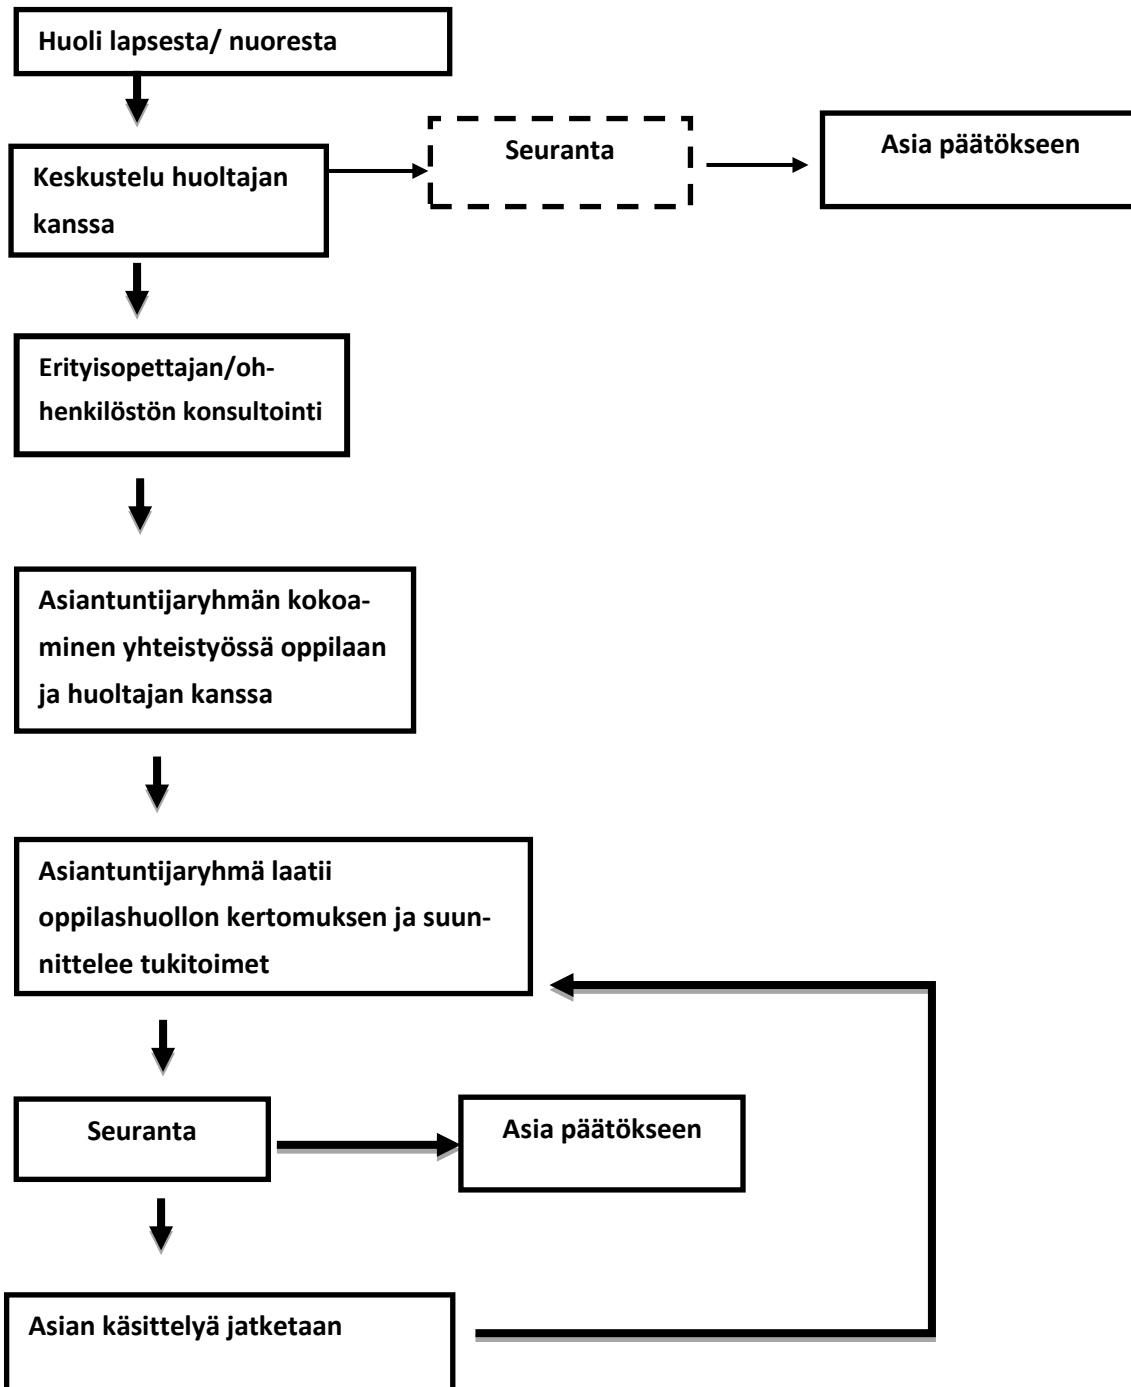 Huoli lapsesta/ nuoresta
Seuranta
Asia päätökseen
Keskustelu huoltajan
kanssa
Erityisopettajan/oh-
henkilöstön konsultointi
Asiantuntijaryhmän kokoa-
minen yhteistyössä oppilaan
ja huoltajan kanssa
Asiantuntijaryhmä laatii
oppilashuollon kertomuksen ja suun-
nittelee tukitoimet
Seuranta
Asia päätökseen
Asian käsittelyä jatketaan